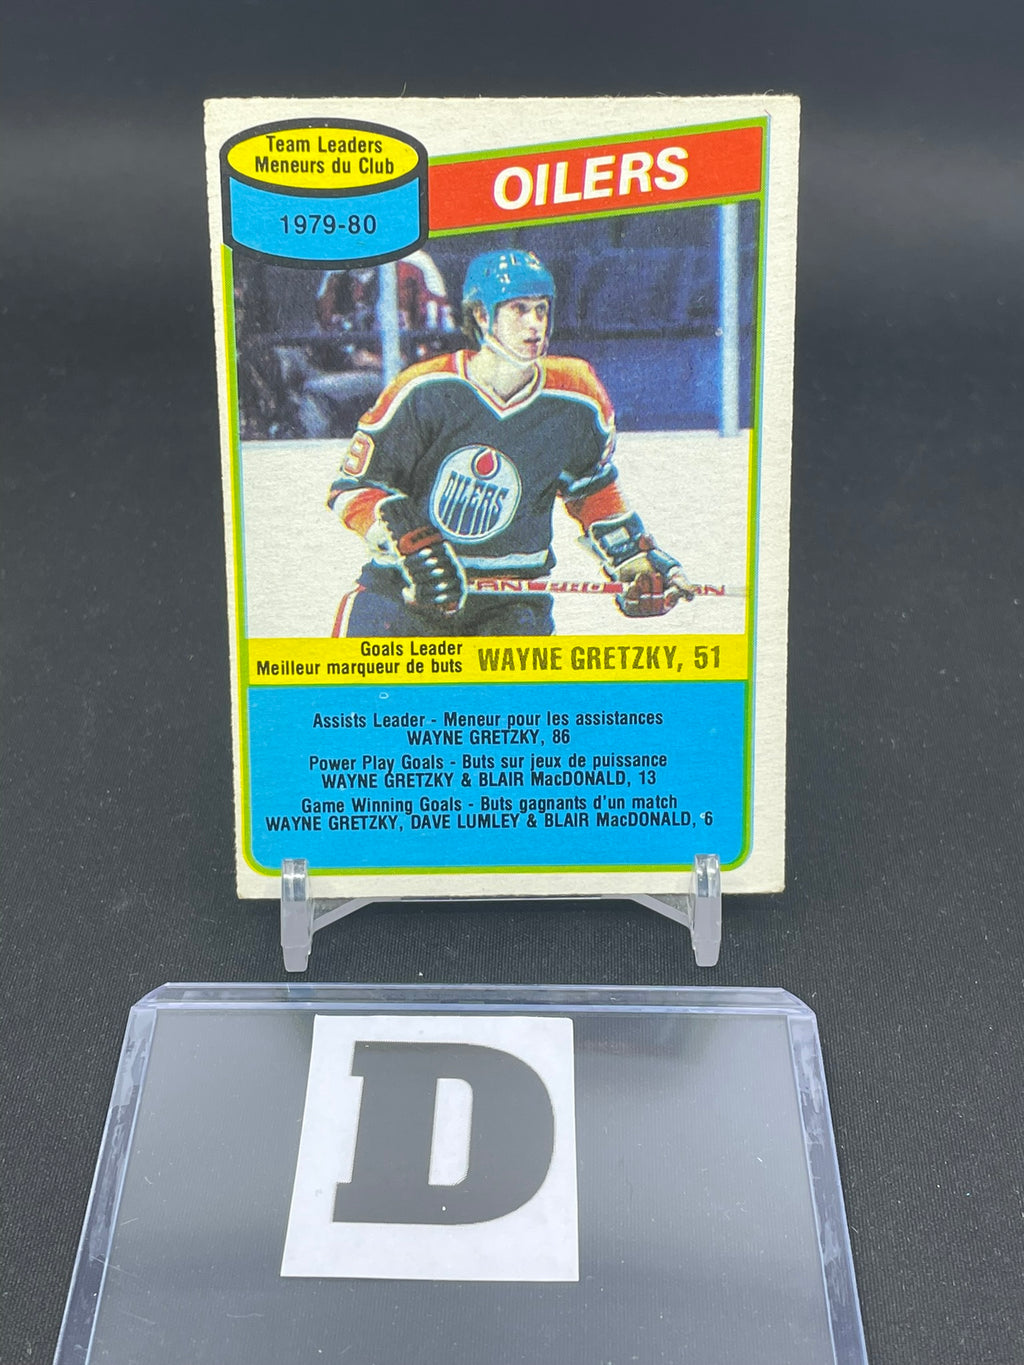 Team Leaders
Meneurs du Club
1979-80
OILERS
9
OILERS
Goals Leader
Meilleur marqueur de buts
WAYNE GRETZKY, 51
Assists Leader - Meneur pour les assistances
WAYNE GRETZKY, 86
Power Play Goals - Buts sur jeux de puissance
WAYNE GRETZKY & BLAIR MacDONALD, 13
Game Winning Goals - Buts gagnants d'un match
WAYNE GRETZKY, DAVE LUMLEY & BLAIR MacDONALD, 6
D